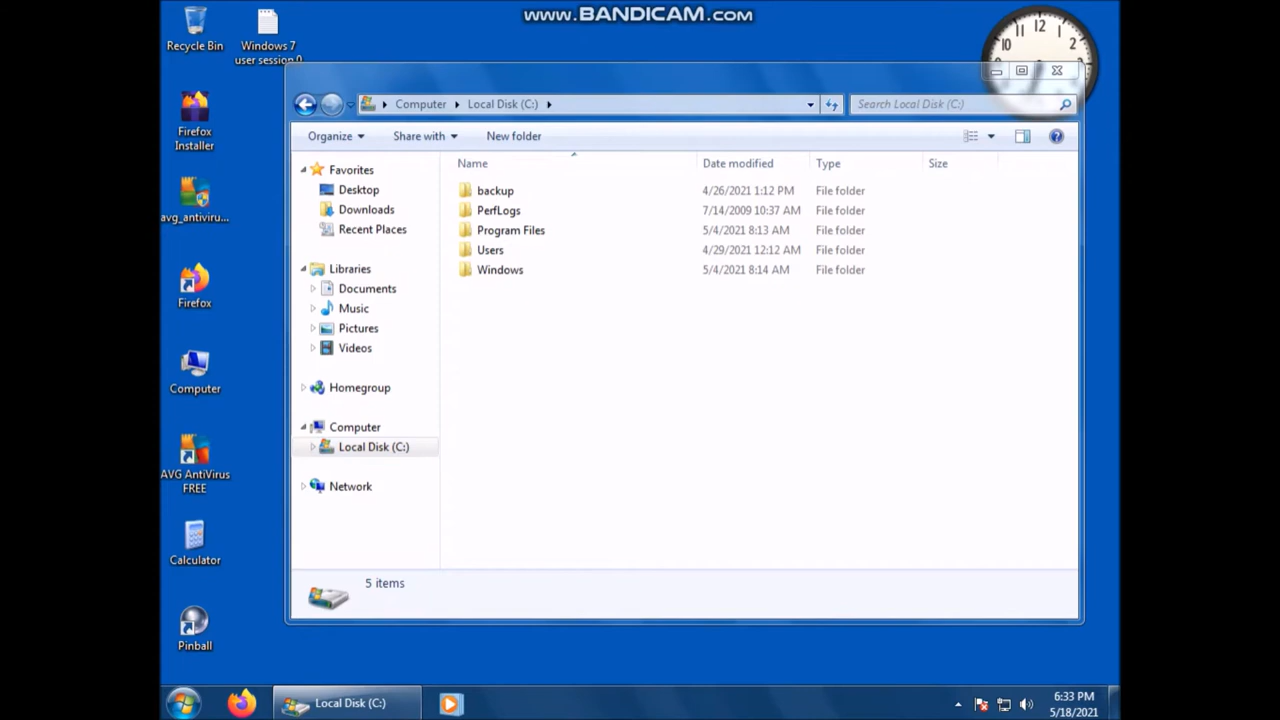 www.BANDICAM.com
Recycle Bin
Windows 7
user session 0
12
11
1
10
2
Firefox
Installer
avg_antiviru...
Firefox
Computer
AVG AntiVirus
FREE
Calculator
Pinball
Computer
Local Disk (C:)
Search Local Disk (C:)
Organize
Share with
New folder
Favorites
Desktop
Downloads
Recent Places
Libraries
Documents
Music
Pictures
Videos
Homegroup
Computer
Local Disk (C:)
Network
Name Date modified Type Size
backup 4/26/2021 1:12 PM File folder
PerfLogs 7/14/2009 10:37 AM File folder
Program Files 5/4/2021 8:13 AM File folder
Users 4/29/2021 12:12 AM File folder
Windows 5/4/2021 8:14 AM File folder
5 items
Local Disk (C:)
6:33 PM
5/18/2021